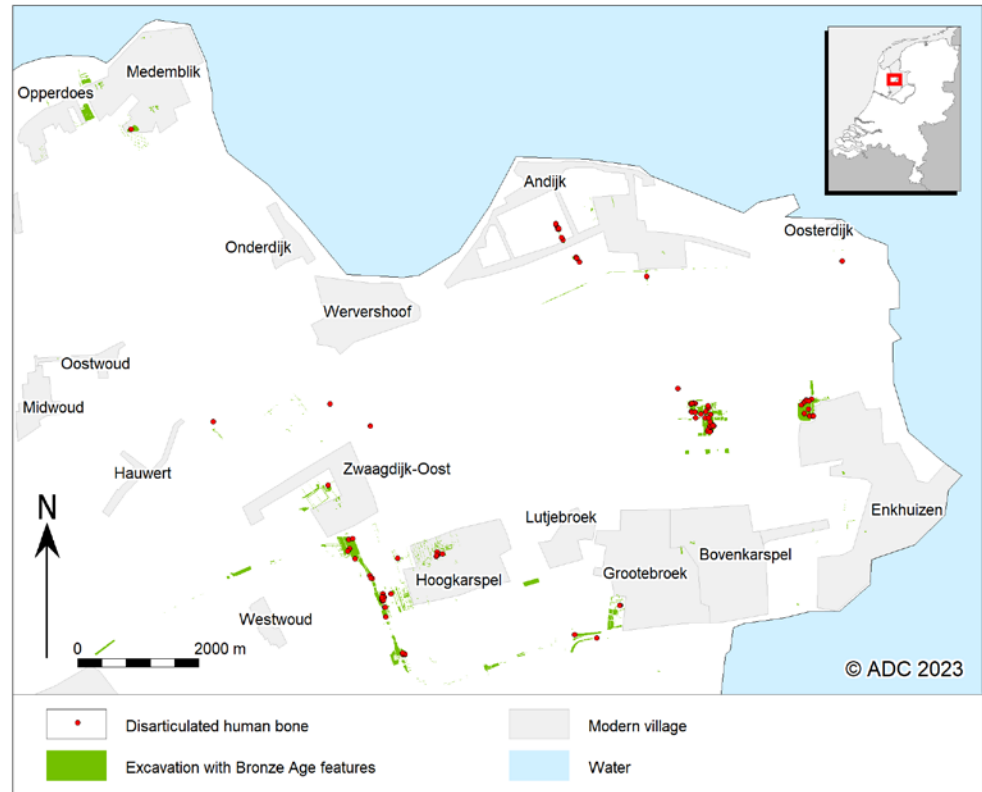 Medemblik
Opperdoes
Andijk
Oosterdijk
Onderdijk
Wervershoof
Oostwoud
Midwoud
Hauwert
Zwaagdijk-Oost
N
Lutjebroek
Enkhuizen
Bovenkarspel
Hoogkarspel
Grootebroek
Westwoud
0 2000 m
© ADC 2023
Disarticulated human bone
Modern village
Excavation with Bronze Age features
Water